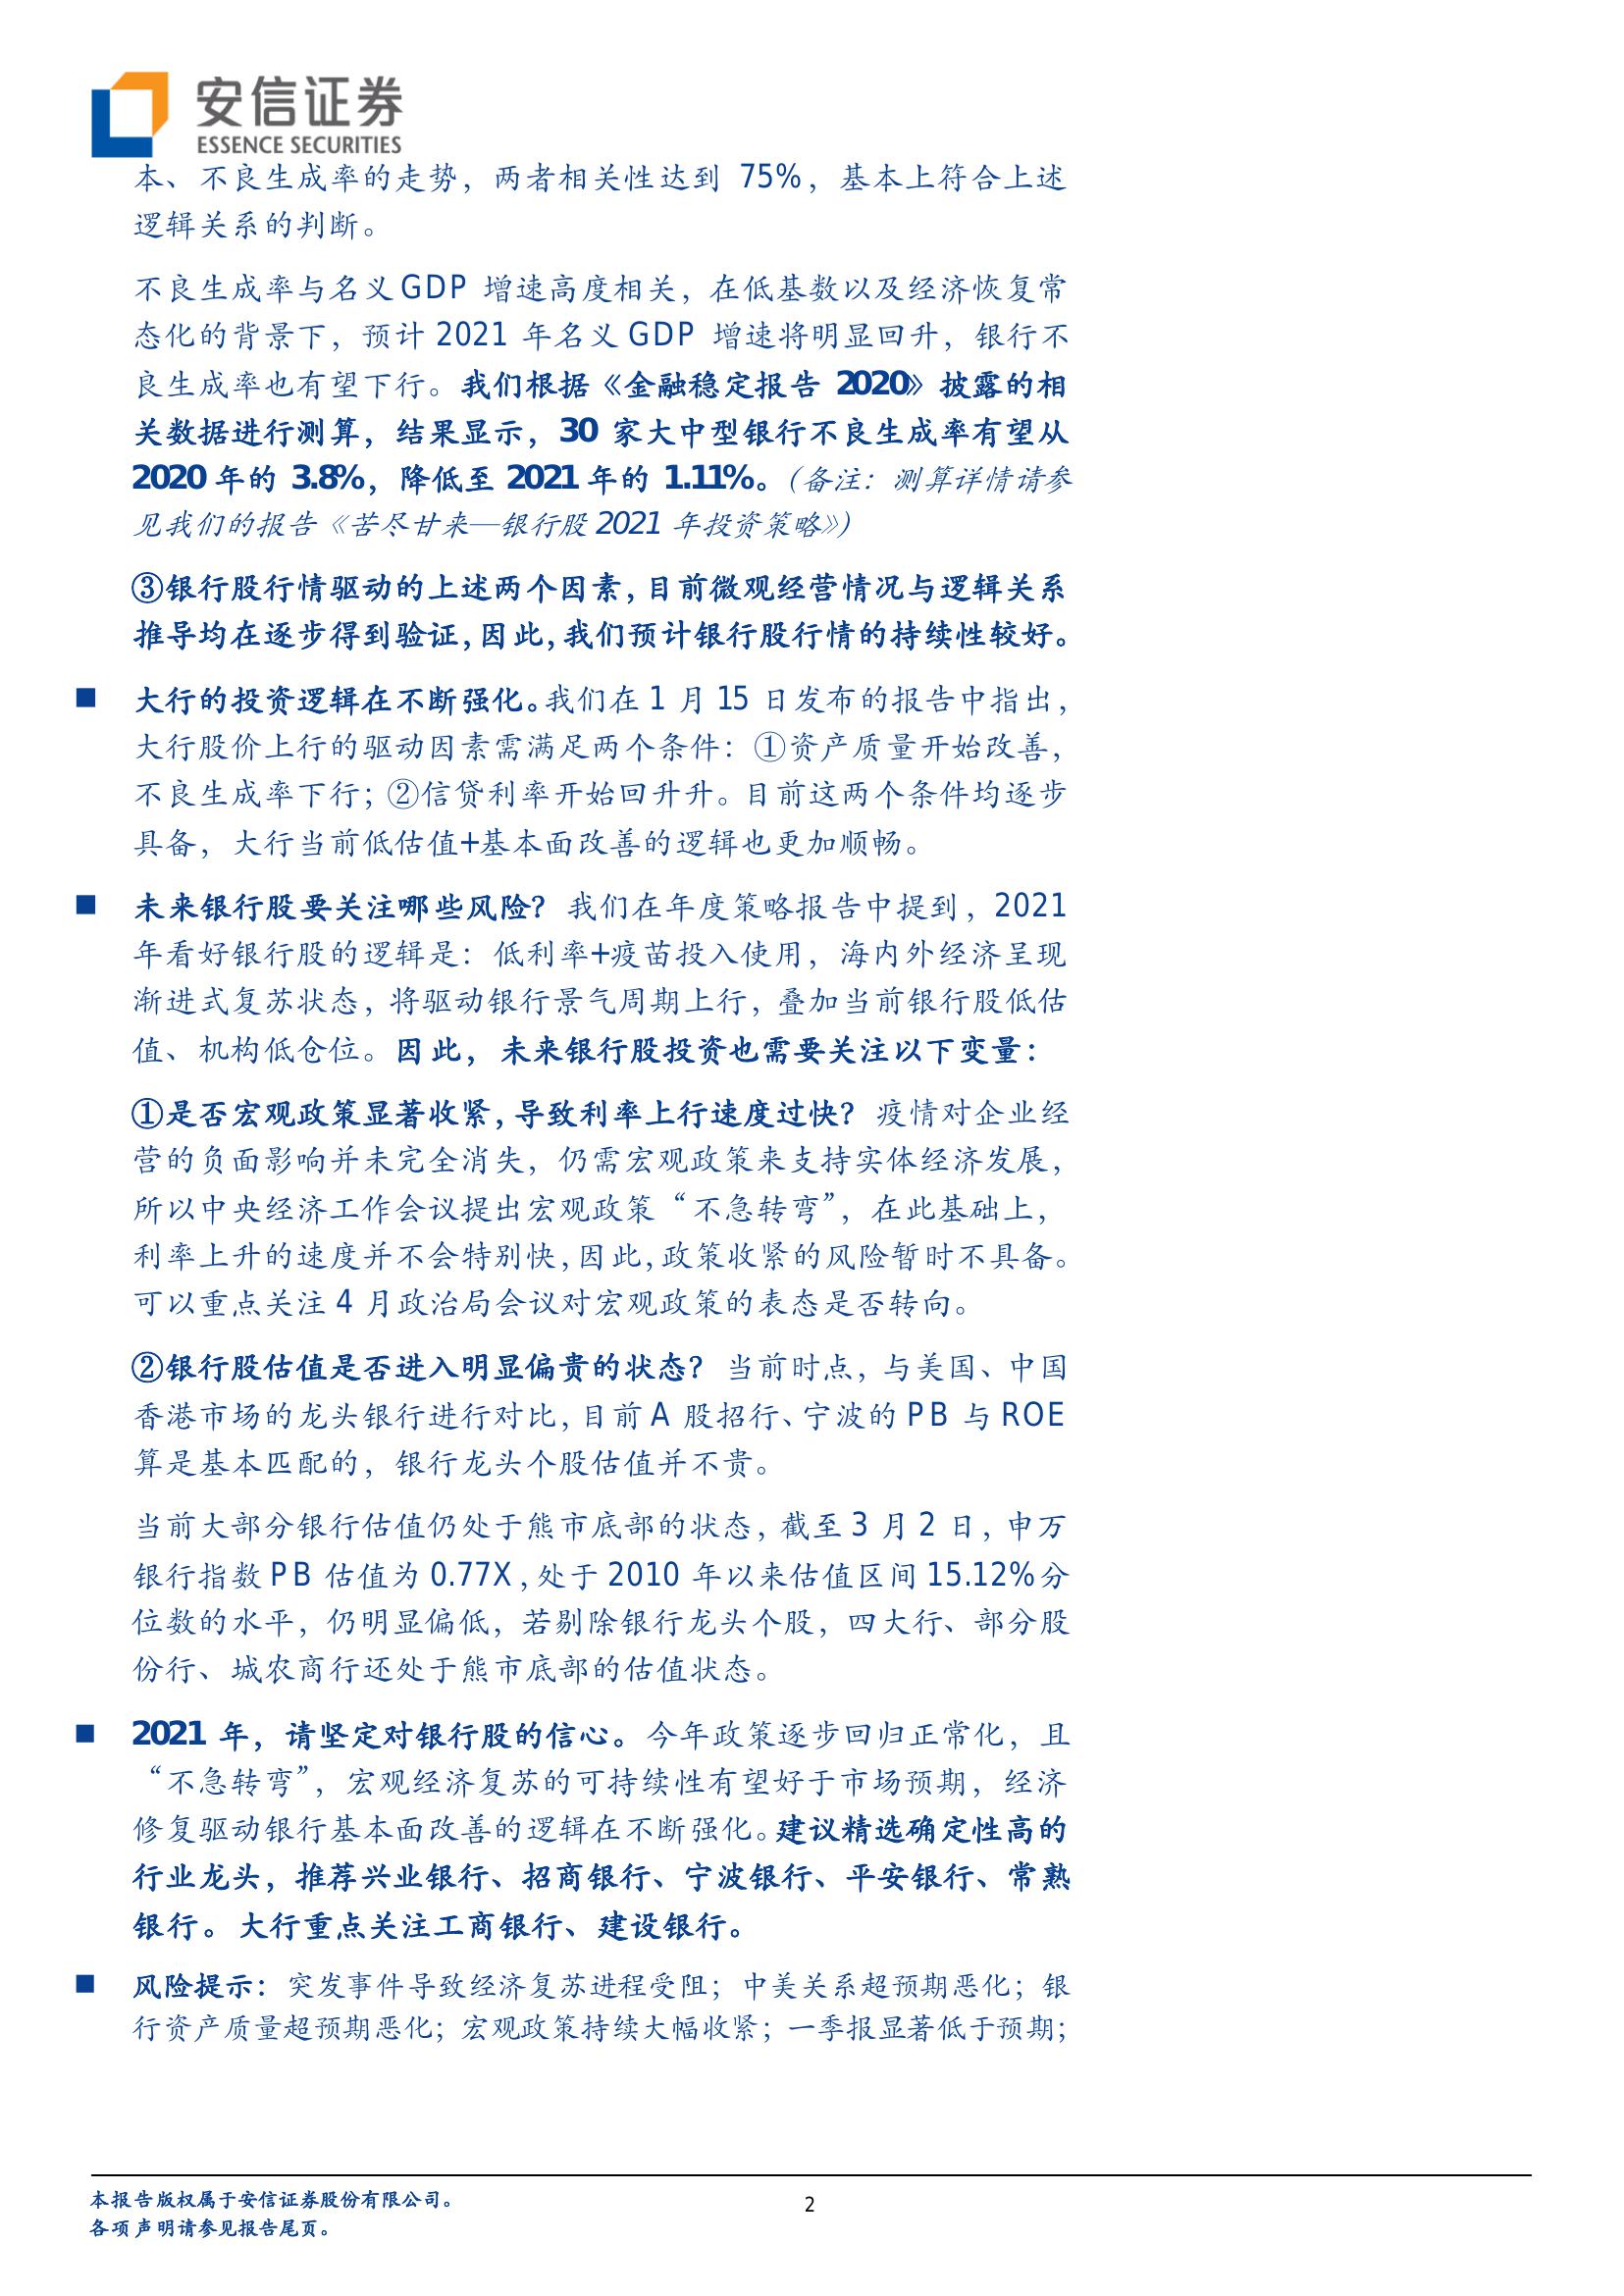 安信证券
ESSENCE SECURITIES
本、不良生成率的走势，两者相关性达到 75%，基本上符合上述
逻辑关系的判断。
不良生成率与名义 GDP 增速高度相关，在低基数以及经济恢复常
态化的背景下，预计 2021 年名义 GDP 增速将明显回升，银行不
良生成率也有望下行。我们根据《金融稳定报告 2020》披露的相
关数据进行测算，结果显示，30 家大中型银行不良生成率有望从
2020 年的 3.8%，降低至 2021 年的 1.11%。（备注：测算详情请参
见我们的报告《苦尽甘来—银行股 2021 年投资策略》）
③银行股行情驱动的上述两个因素，目前微观经营情况与逻辑关系
推导均在逐步得到验证，因此，我们预计银行股行情的持续性较好。
■ 大行的投资逻辑在不断强化。我们在 1 月 15 日发布的报告中指出，
大行股价上行的驱动因素需满足两个条件：①资产质量开始改善，
不良生成率下行；②信贷利率开始回升升。目前这两个条件均逐步
具备，大行当前低估值+基本面改善的逻辑也更加顺畅。
■ 未来银行股要关注哪些风险？我们在年度策略报告中提到，2021
年看好银行股的逻辑是：低利率+疫苗投入使用，海内外经济呈现
渐进式复苏状态，将驱动银行景气周期上行，叠加当前银行股低估
值、机构低仓位。因此，未来银行股投资也需要关注以下变量：
①是否宏观政策显著收紧，导致利率上行速度过快？疫情对企业经
营的负面影响并未完全消失，仍需宏观政策来支持实体经济发展，
所以中央经济工作会议提出宏观政策“不急转弯”，在此基础上，
利率上升的速度并不会特别快，因此，政策收紧的风险暂时不具备。
可以重点关注 4 月政治局会议对宏观政策的表态是否转向。
②银行股估值是否进入明显偏贵的状态？当前时点，与美国、中国
香港市场的龙头银行进行对比，目前 A 股招行、宁波的 PB 与 ROE
算是基本匹配的，银行龙头个股估值并不贵。
当前大部分银行估值仍处于熊市底部的状态，截至 3 月 2 日，申万
银行指数 PB 估值为 0.77X，处于 2010 年以来估值区间 15.12%分
位数的水平，仍明显偏低，若剔除银行龙头个股，四大行、部分股
份行、城农商行还处于熊市底部的估值状态。
■ 2021 年，请坚定对银行股的信心。今年政策逐步回归正常化，且
“不急转弯”，宏观经济复苏的可持续性有望好于市场预期，经济
修复驱动银行基本面改善的逻辑在不断强化。建议精选确定性高的
行业龙头，推荐兴业银行、招商银行、宁波银行、平安银行、常熟
银行。大行重点关注工商银行、建设银行。
■ 风险提示：突发事件导致经济复苏进程受阻；中美关系超预期恶化；银
行资产质量超预期恶化；宏观政策持续大幅收紧；一季报显著低于预期；
本报告版权属于安信证券股份有限公司。
2
各项声明请参见报告尾页。